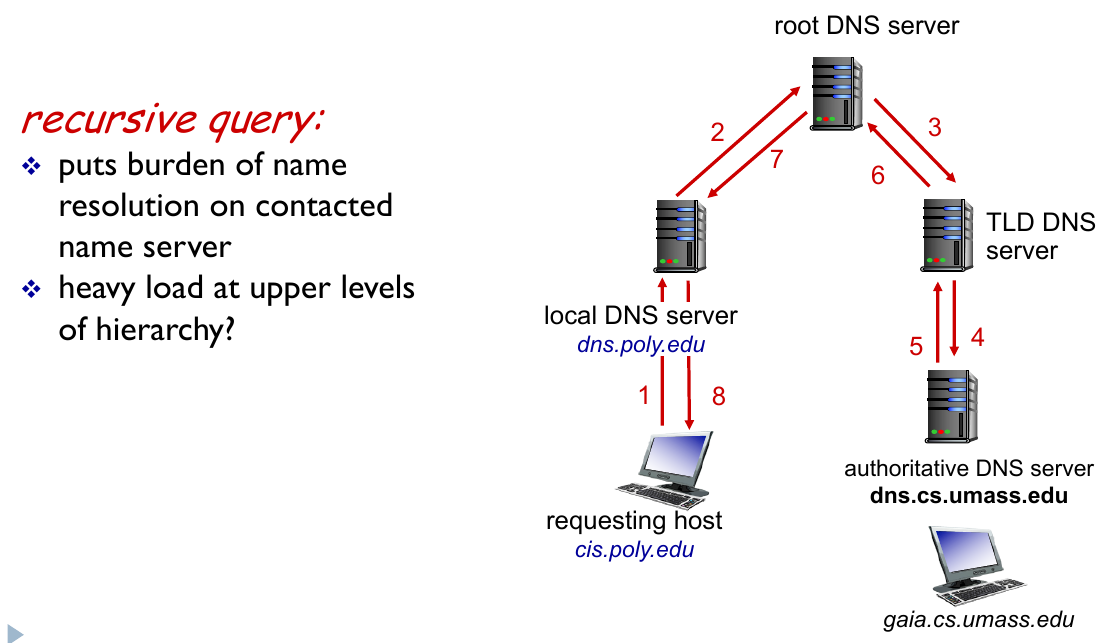 root DNS server
recursive query:
puts burden of name
resolution on contacted
name server
heavy load at upper levels
of hierarchy?
2
3
7
6
TLD DNS
server
local DNS server
dns.poly.edu
5
4
1
8
authoritative DNS server
dns.cs.umass.edu
requesting host
cis.poly.edu
gaia.cs.umass.edu